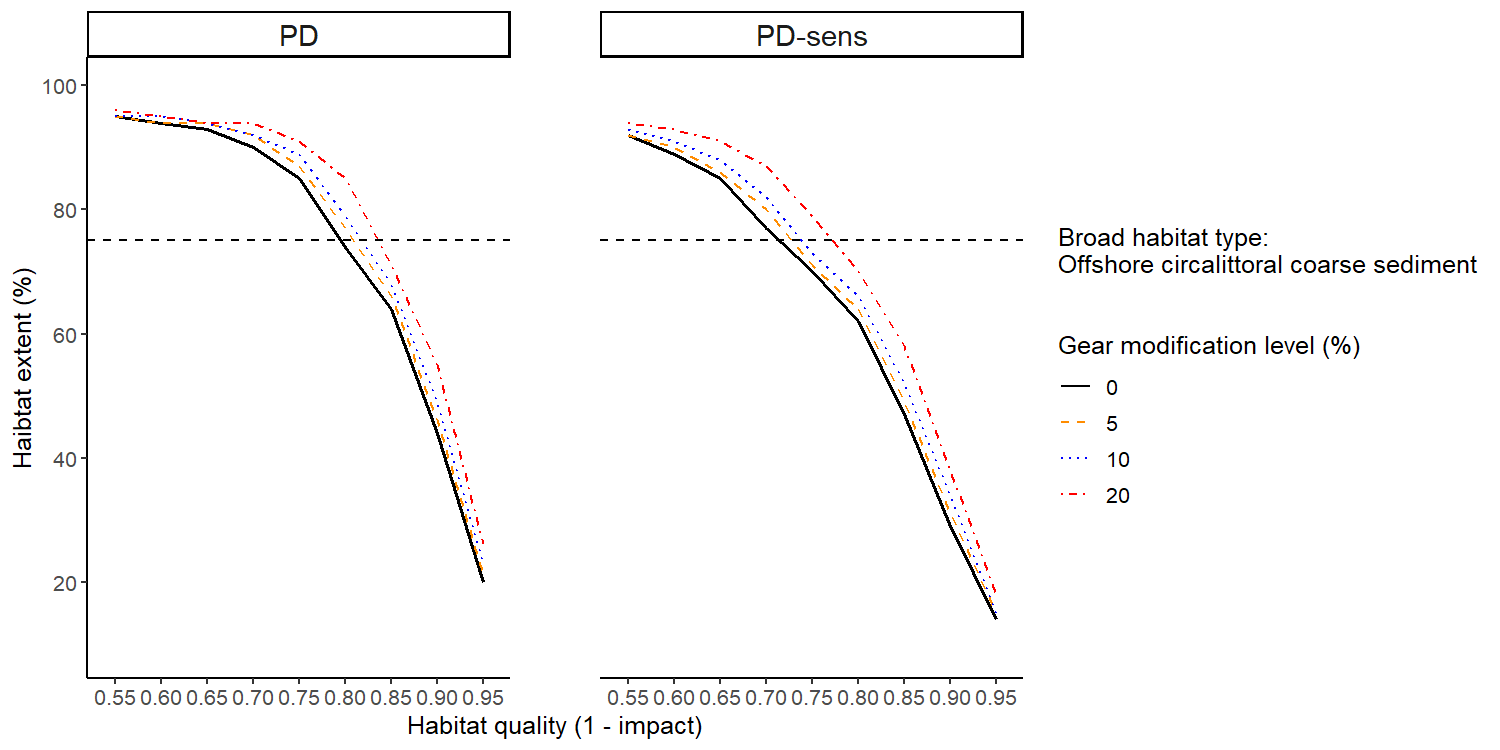 PD
PD-sens
100
80
60
40
20
Haibtat extent (%)
0.55 0.60 0.65 0.70 0.75 0.80 0.85 0.90 0.95
0.55 0.60 0.65 0.70 0.75 0.80 0.85 0.90 0.95
Habitat quality (1 - impact)
Broad habitat type:
Offshore circalittoral coarse sediment
Gear modification level (%)
0
5
10
20